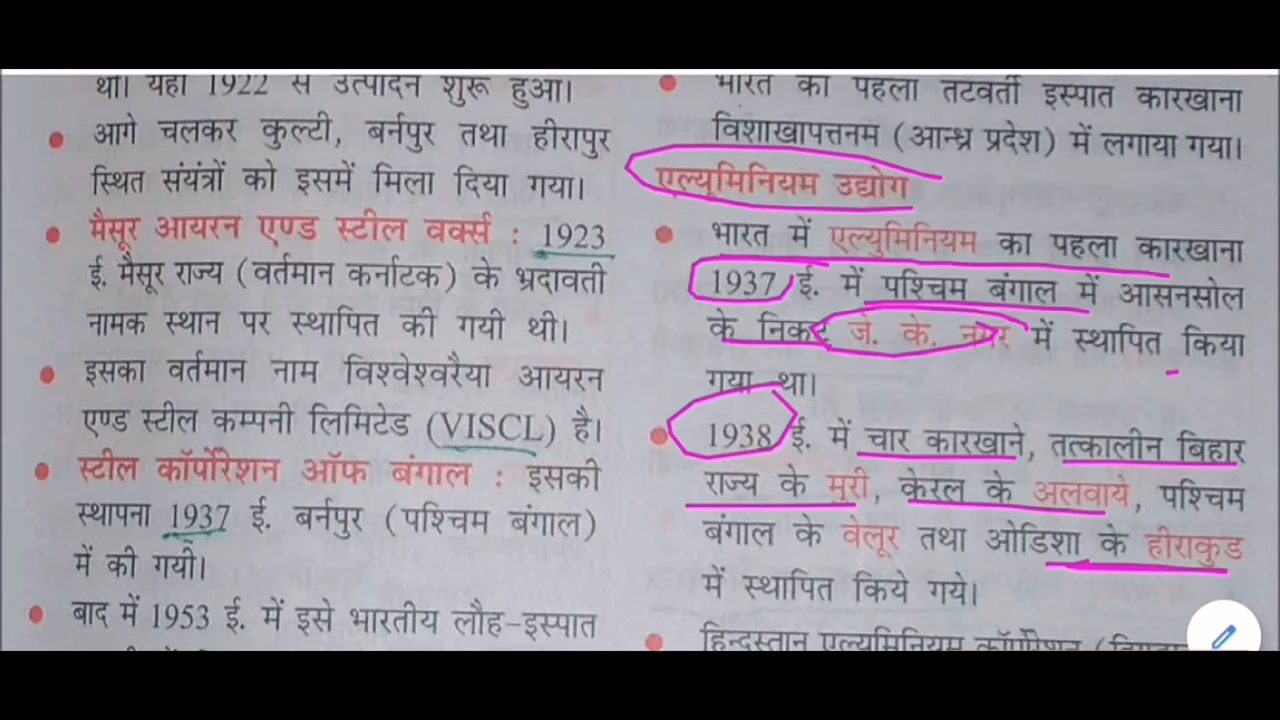 था। यहाँ 1922 से उत्पादन शुरू हुआ।
आगे चलकर कुल्टी, बर्नपुर तथा हीरापुर
स्थित संयंत्रों को इसमें मिला दिया गया।
मैसूर आयरन एण्ड स्टील वर्क्स : 1923
ई. मैसूर राज्य (वर्तमान कर्नाटक) के भ्रदावती
नामक स्थान पर स्थापित की गयी थी।
इसका वर्तमान नाम विश्वेश्वरैया आयरन
एण्ड स्टील कम्पनी लिमिटेड (VISCL) है।
स्टील कॉर्पोरेशन ऑफ बंगाल : इसकी
स्थापना 1937 ई. बर्नपुर (पश्चिम बंगाल)
में की गयी।
बाद में 1953 ई. में इसे भारतीय लौह-इस्पात
भारत का पहला तटवर्ती इस्पात कारखाना
विशाखापत्तनम (आन्ध्र प्रदेश) में लगाया गया।
एल्यूमिनियम उद्योग
भारत में एल्युमिनियम का पहला कारखाना
1937 ई. में पश्चिम बंगाल में आसनसोल
के निकट जे. के. नगर में स्थापित किया
गया था।
1938 ई. में चार कारखाने, तत्कालीन बिहार
राज्य के मूरी, केरल के अलवाये, पश्चिम
बंगाल के वेलूर तथा ओडिशा के हीराकुड
में स्थापित किये गये।
हिन्दुस्तान एल्युमिनियम कॉर्पोरेशन